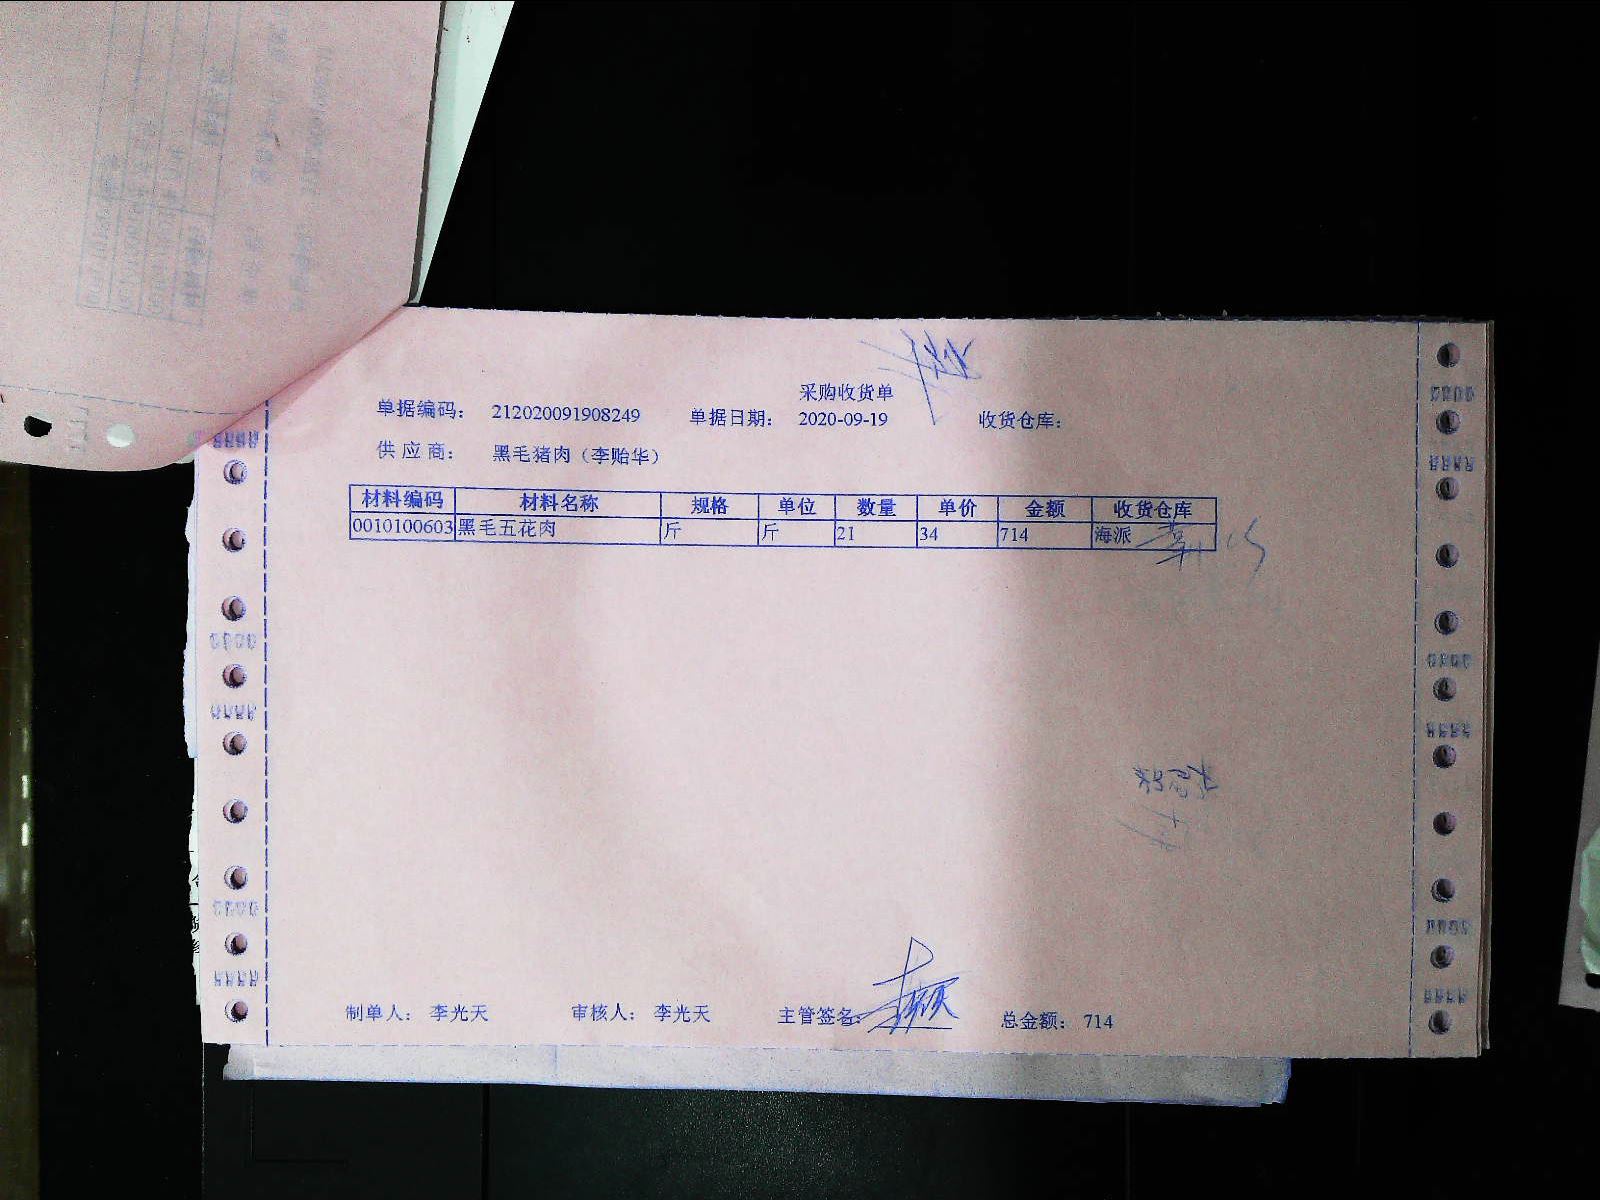 采购收货单
单据编码： 212020091908249 单据日期： 2020-09-19 收货仓库：
供 应 商： 黑毛猪肉（李贻华）
材料编码 材料名称 规格 单位 数量 单价 金额 收货仓库
0010100603 黑毛五花肉 斤 斤 21 34 714 海派
制单人： 李光天 审核人： 李光天 主管签名： 总金额： 714